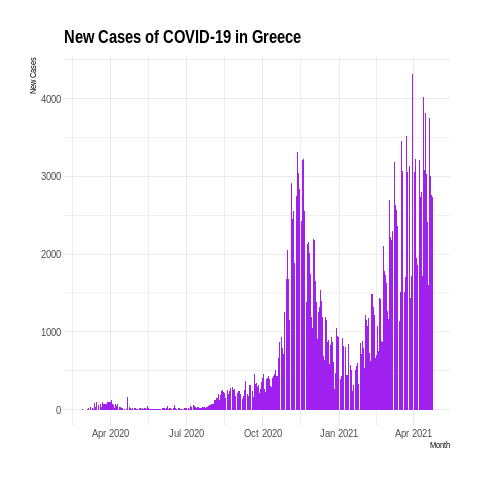 New Cases of COVID-19 in Greece
New Cases
4000
3000
2000
1000
0
Apr 2020
Jul 2020
Oct 2020
Jan 2021
Apr 2021
Month